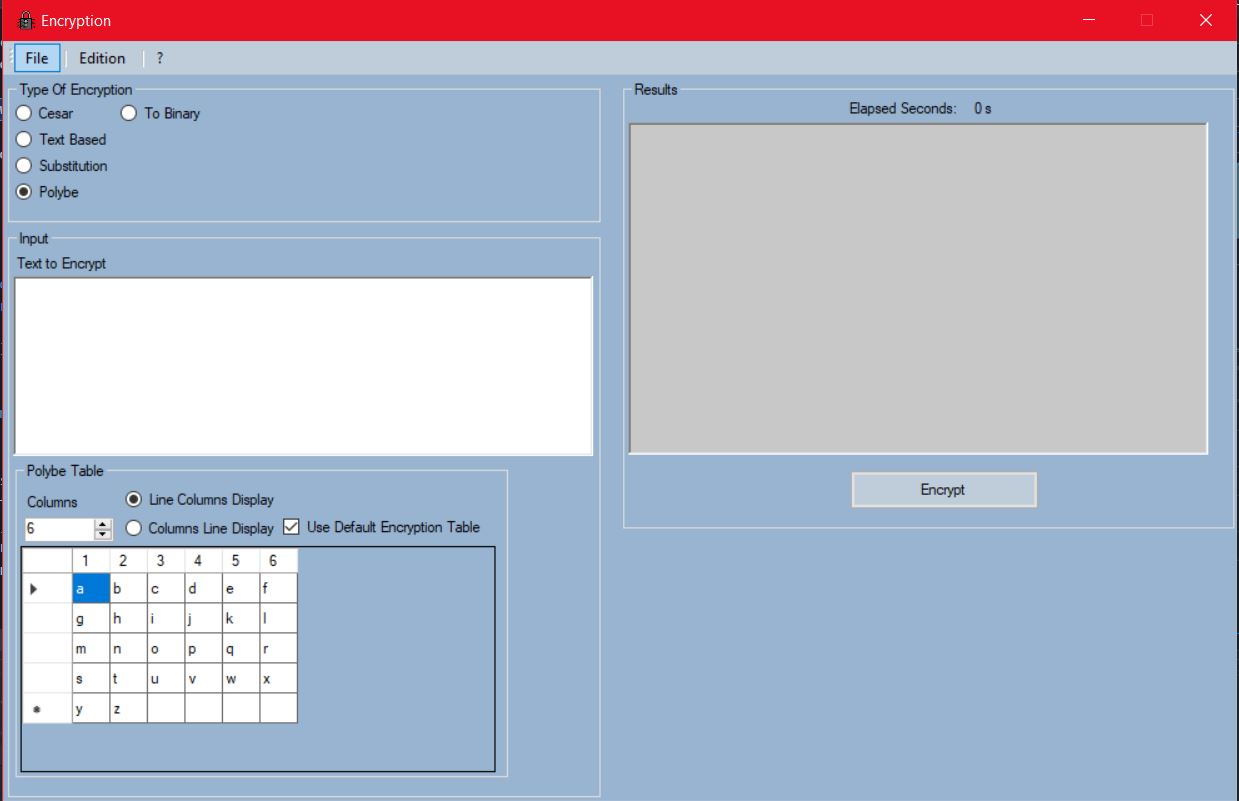 Encryption
File Edition ?
Type Of Encryption
Cesar To Binary
Text Based
Substitution
Polybe
Input
Text to Encrypt
Polybe Table
Columns Line Columns Display
6 Columns Line Display Use Default Encryption Table
1 2 3 4 5 6
a b c d e f
g h i j k l
m n o p q r
s t u v w x
y z
Results
Elapsed Seconds: 0 s
Encrypt